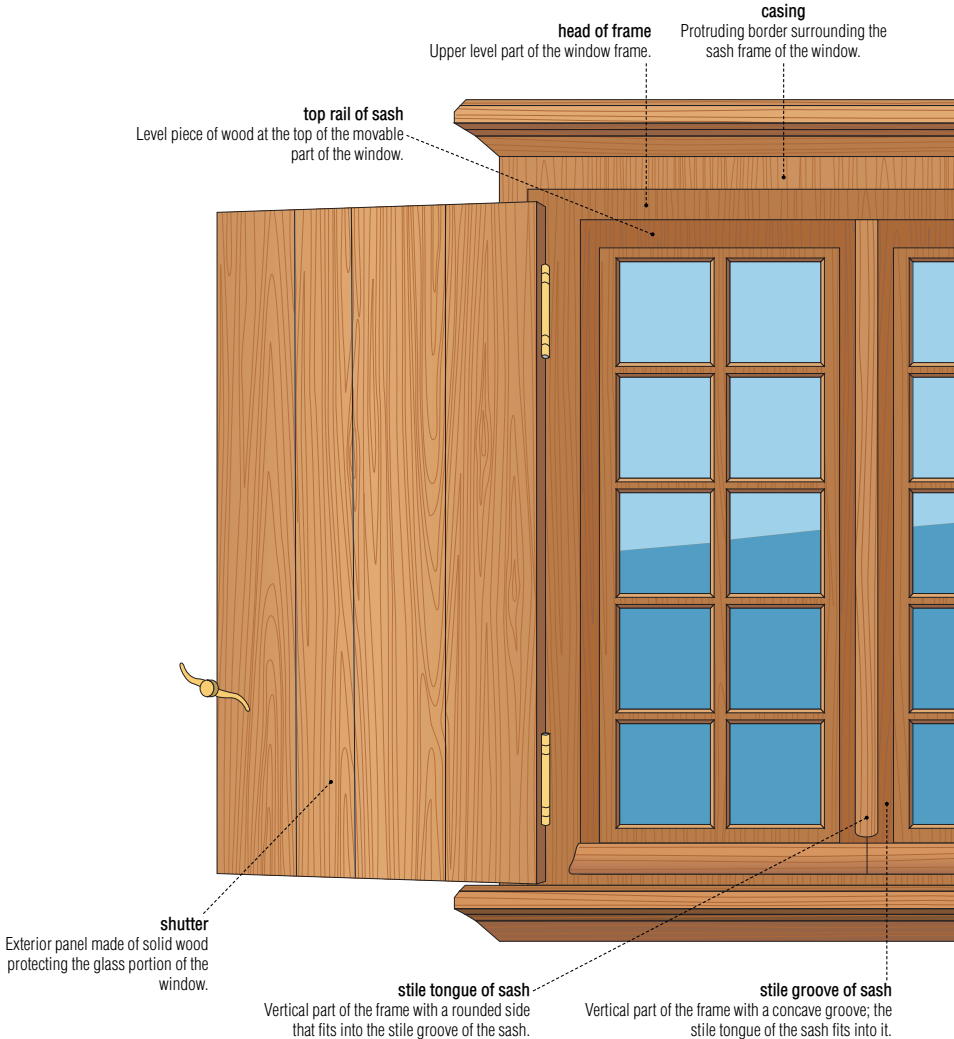 casing
Protruding border surrounding the
sash frame of the window.
head of frame
Upper level part of the window frame.
top rail of sash
Level piece of wood at the top of the movable
part of the window.
shutter
Exterior panel made of solid wood
protecting the glass portion of the
window.
stile tongue of sash
Vertical part of the frame with a rounded side
that fits into the stile groove of the sash.
stile groove of sash
Vertical part of the frame with a concave groove; the
stile tongue of the sash fits into it.